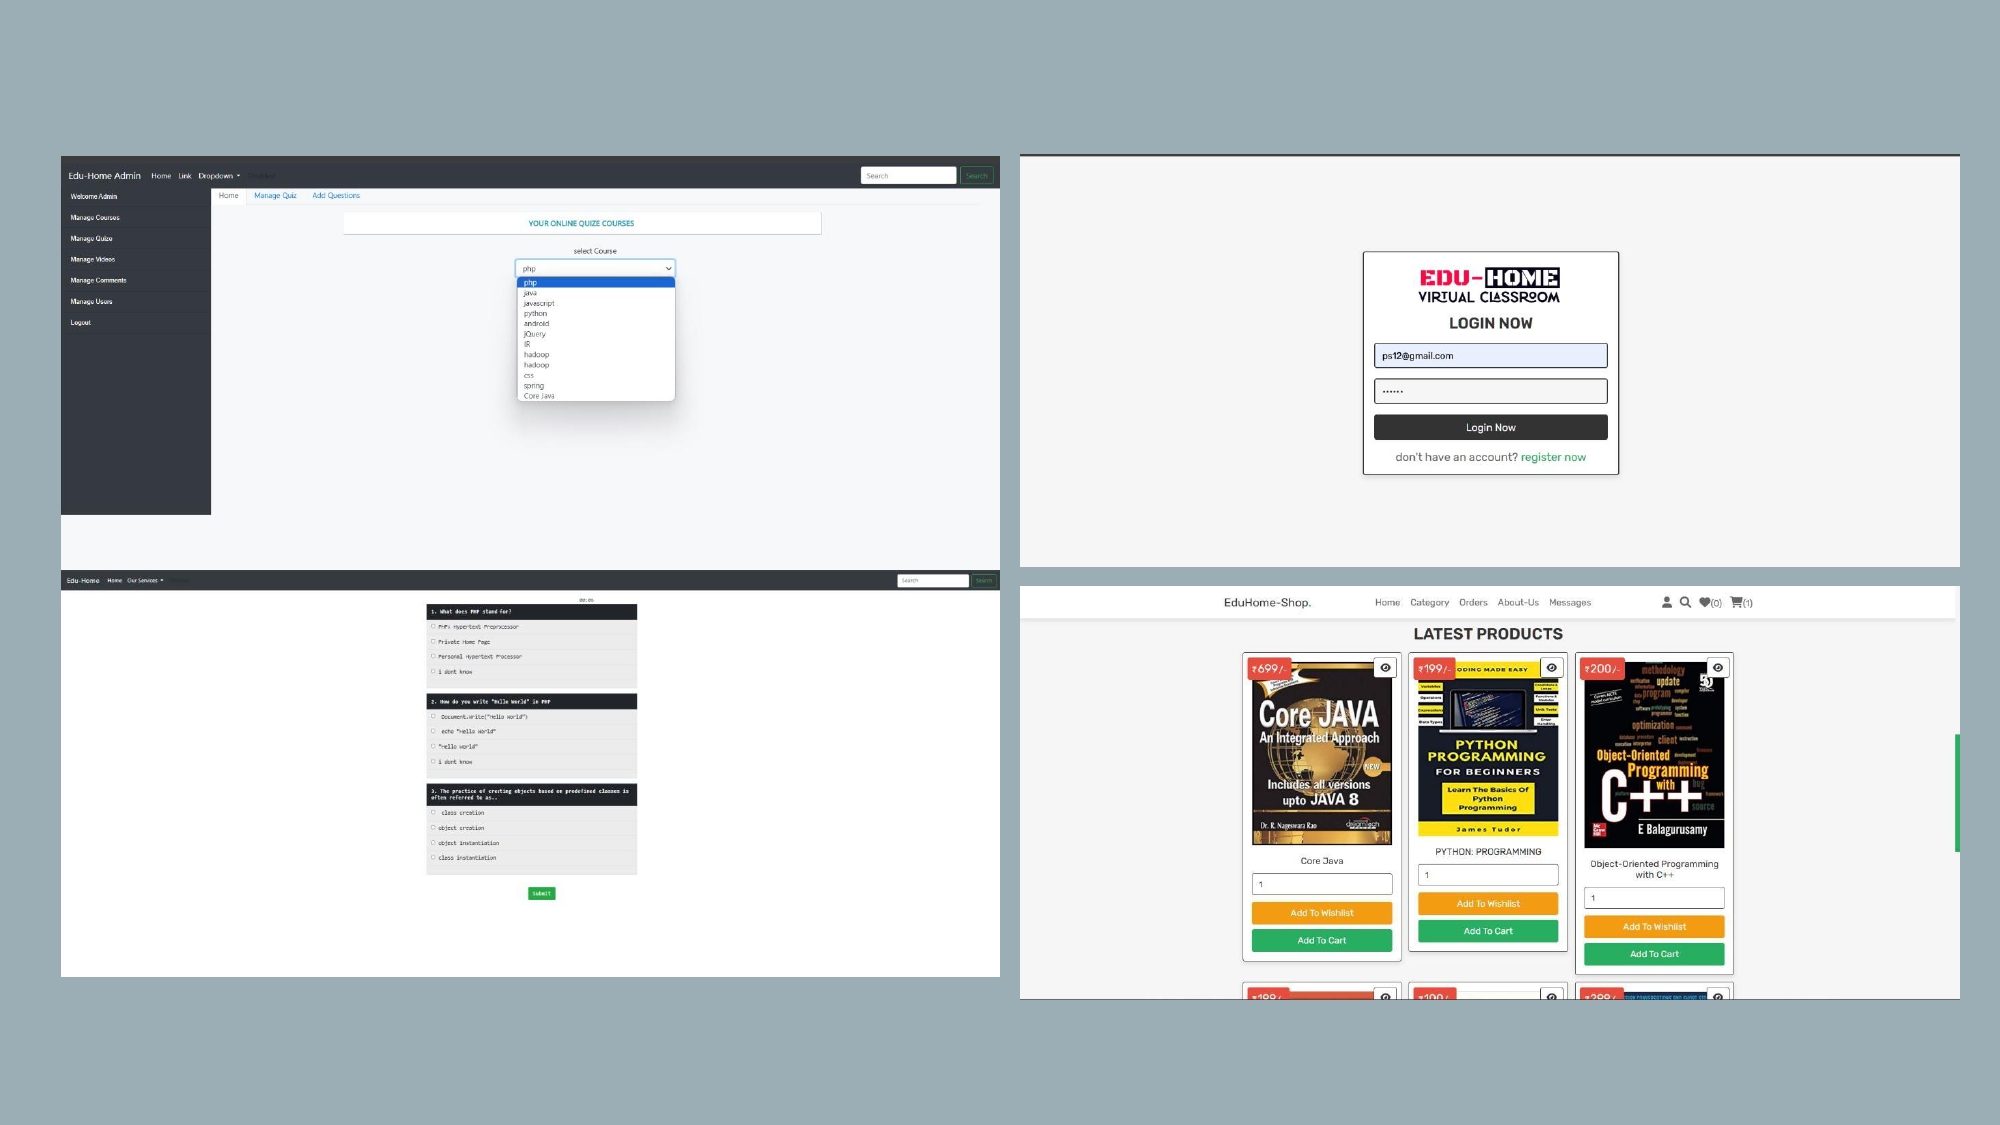 Edu-Home Admin Home Link Dropdown
Search Search
Welcome Admin
Manage Courses
Manage Quize
Manage Videos
Manage Comments
Manage Users
Logout
Home Manage Quiz Add Questions
YOUR ONLINE QUIZE COURSES
select Course
php
php
java
javascript
python
android
jQuery
IR
hadoop
hadoop
css
spring
Core Java
EDU-HOME
VIRTUAL CLASSROOM
LOGIN NOW
ps12@gmail.com
Login Now
don't have an account? register now
Edu-Home Home Our Services
Search Search
1. What does PHP stand for?
PHP: Hypertext Preprocessor
Private Home Page
Personal Hypertext Processor
i dont know
2. How do you write "Hello World" in PHP
Document.Write("Hello World")
echo "Hello World"
"Hello World"
i dont know
3. The practice of creating objects based on predefined classes is
often referred to as..
class creation
object creation
object instantiation
class instantiation
Submit
EduHome-Shop.
Home Category Orders About-Us Messages
(0) (1)
LATEST PRODUCTS
₹699/-
Core JAVA
An Integrated Approach
NEW
Includes all versions
upto JAVA 8
Dr. R. Nageswara Rao
dreamtech
Core Java
1
Add To Wishlist
Add To Cart
₹199/-
CODING MADE EASY
PYTHON
PROGRAMMING
FOR BEGINNERS
Learn The Basics Of
Python
Programming
James Tudor
PYTHON: PROGRAMMING
1
Add To Wishlist
Add To Cart
₹200/-
methodology
update
program
optimization
client
Object-Oriented
Programming
with
C++
source
E Balagurusamy
Object-Oriented Programming
with C++
1
Add To Wishlist
Add To Cart
₹199/-
₹100/-
₹299/-